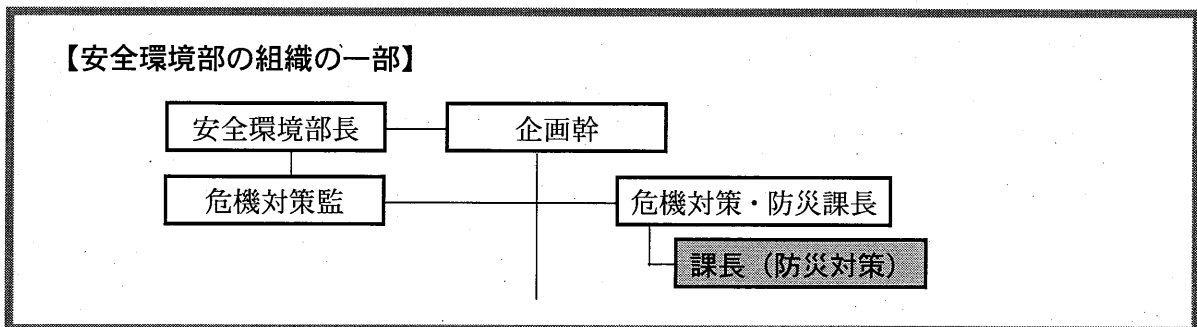 【安全環境部の組織の一部】
安全環境部長
企画幹
危機対策監
危機対策・防災課長
課長（防災対策）